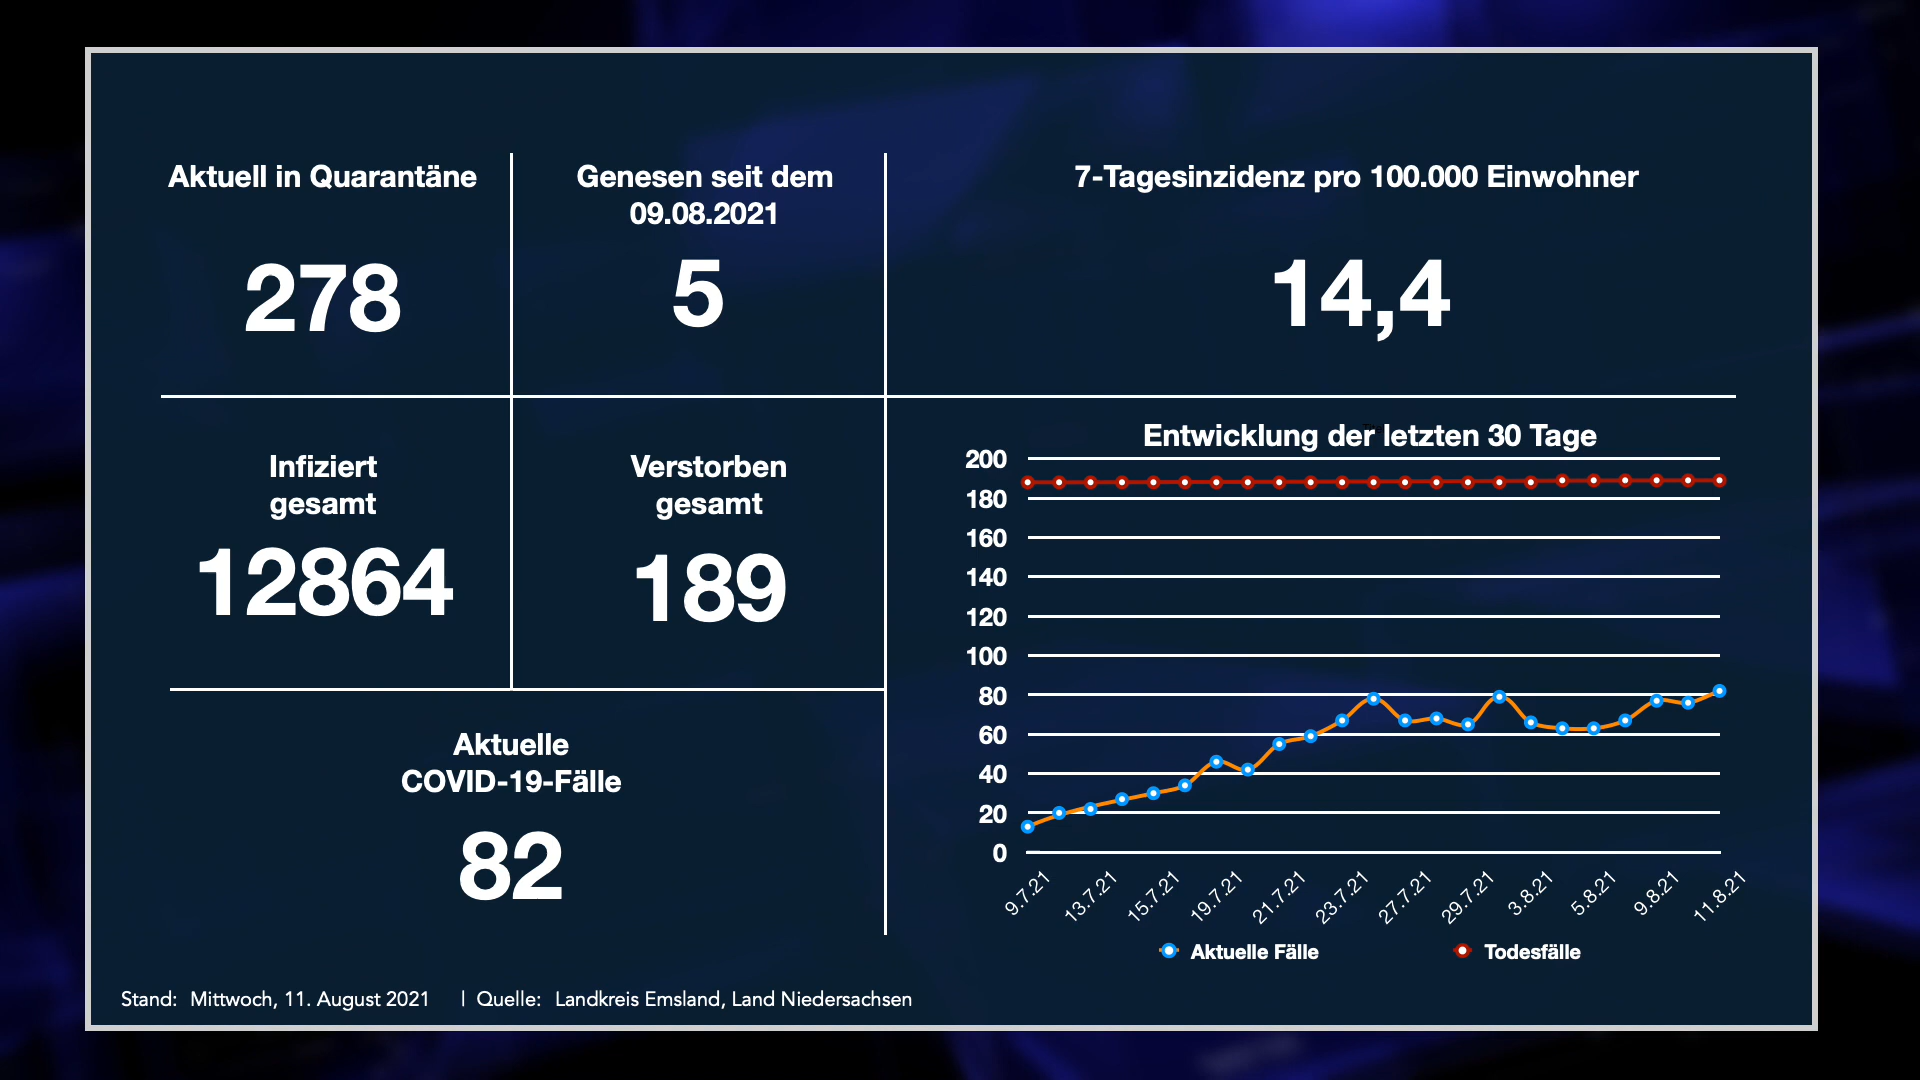 Aktuell in Quarantäne
278
Genesen seit dem
09.08.2021
5
7-Tagesinzidenz pro 100.000 Einwohner
14,4
Infiziert
gesamt
12864
Verstorben
gesamt
189
Aktuelle
COVID-19-Fälle
82
Entwicklung der letzten 30 Tage
200
180
160
140
120
100
80
60
40
20
0
9.7.21
13.7.21
15.7.21
19.7.21
21.7.21
23.7.21
27.7.21
29.7.21
3.8.21
5.8.21
9.8.21
11.8.21
Aktuelle Fälle
Todesfälle
Stand: Mittwoch, 11. August 2021 | Quelle: Landkreis Emsland, Land Niedersachsen